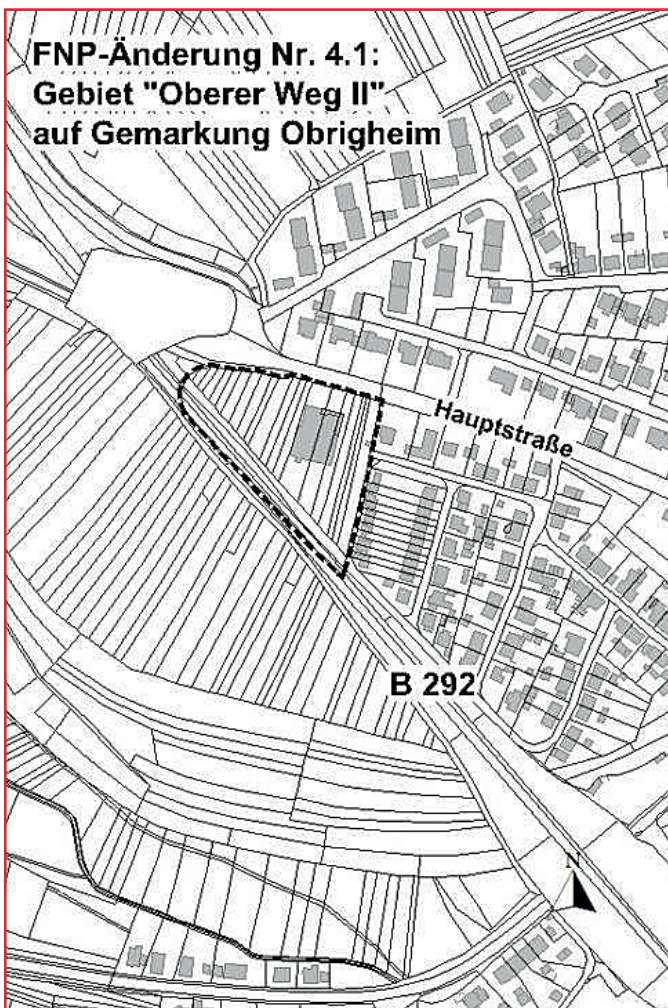 FNP-Änderung Nr. 4.1:
Gebiet "Oberer Weg II"
auf Gemarkung Obrigheim
Hauptstraße
B 292
N